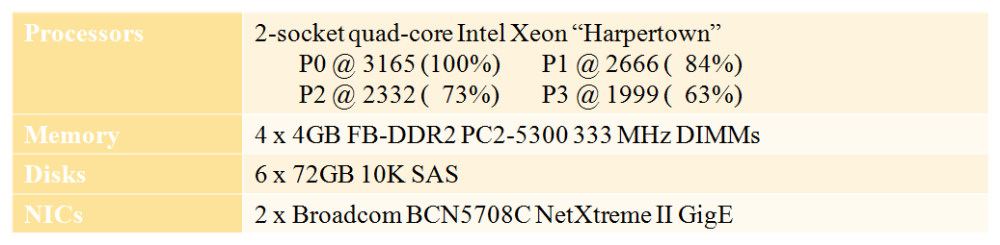 Processors 2-socket quad-core Intel Xeon “Harpertown”
P0 @ 3165 (100%) P1 @ 2666 ( 84%)
P2 @ 2332 ( 73%) P3 @ 1999 ( 63%)
Memory 4 x 4GB FB-DDR2 PC2-5300 333 MHz DIMMs
Disks 6 x 72GB 10K SAS
NICs 2 x Broadcom BCN5708C NetXtreme II GigE